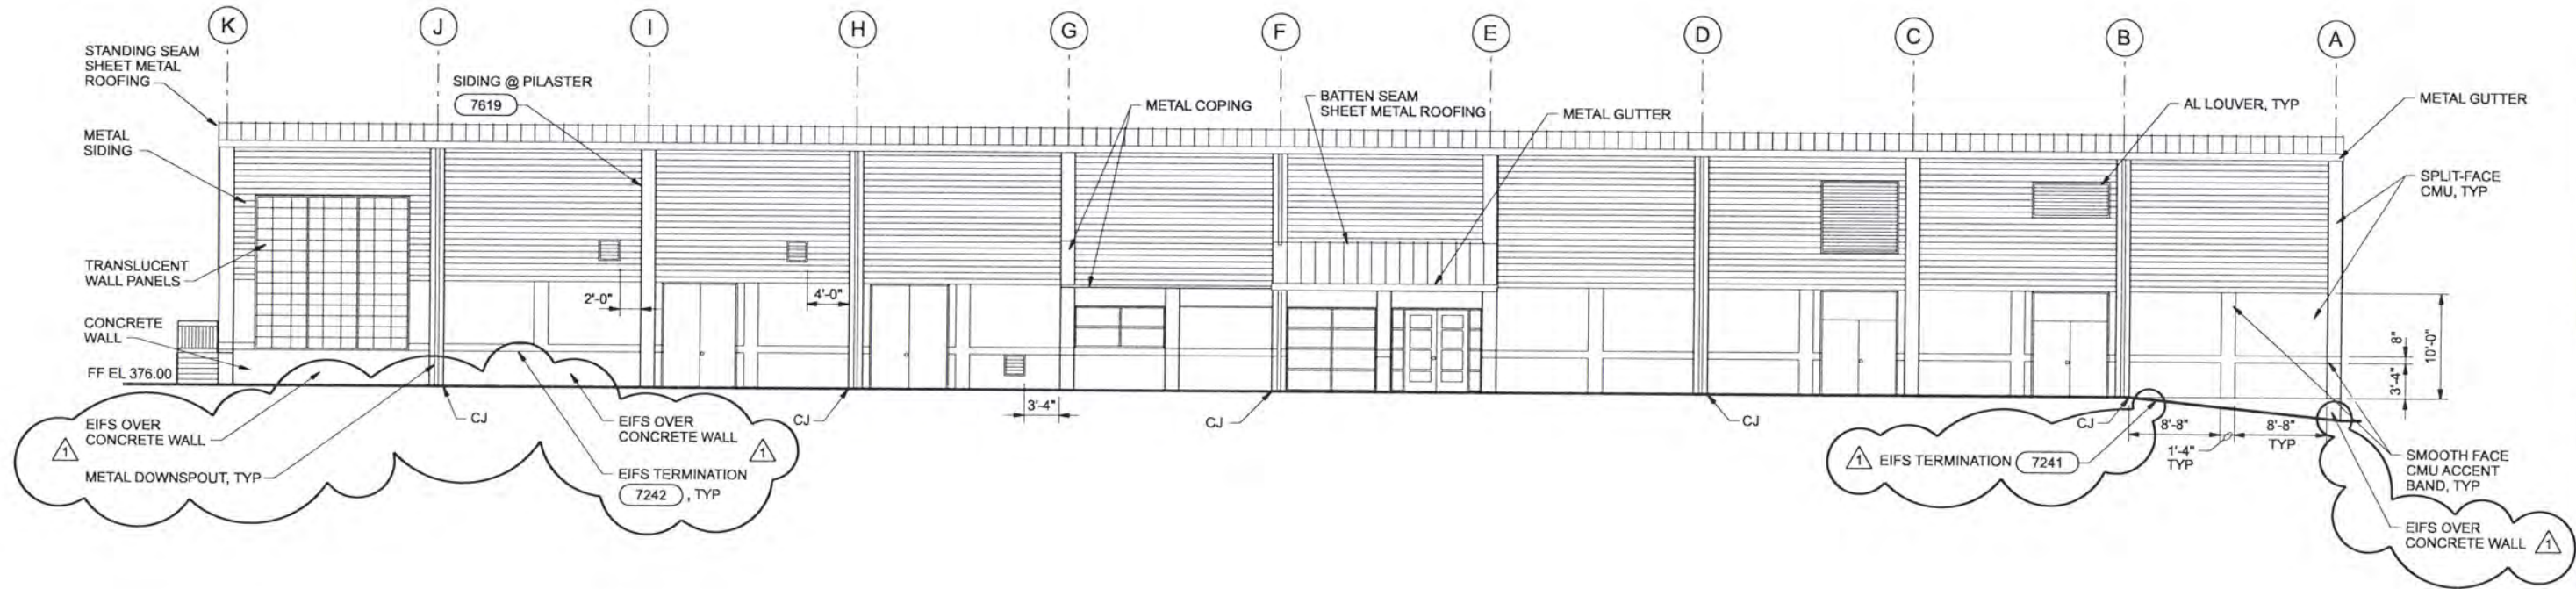 K
J
I
H
G
F
E
D
C
B
A
STANDING SEAM
SHEET METAL
ROOFING
SIDING @ PILASTER
7619
METAL COPING
BATTEN SEAM
SHEET METAL ROOFING
METAL GUTTER
AL LOUVER, TYP
METAL GUTTER
METAL
SIDING
SPLIT-FACE
CMU, TYP
TRANSLUCENT
WALL PANELS
2'-0"
4'-0"
CONCRETE
WALL
FF EL 376.00
8"
10'-0"
3'-4"
3'-4"
CJ
CJ
CJ
CJ
CJ
EIFS OVER
CONCRETE WALL
1
METAL DOWNSPOUT, TYP
EIFS OVER
CONCRETE WALL
1
EIFS TERMINATION
7242 , TYP
1 EIFS TERMINATION 7241
8'-8"
1'-4"
TYP
8'-8"
TYP
SMOOTH FACE
CMU ACCENT
BAND, TYP
EIFS OVER
CONCRETE WALL 1